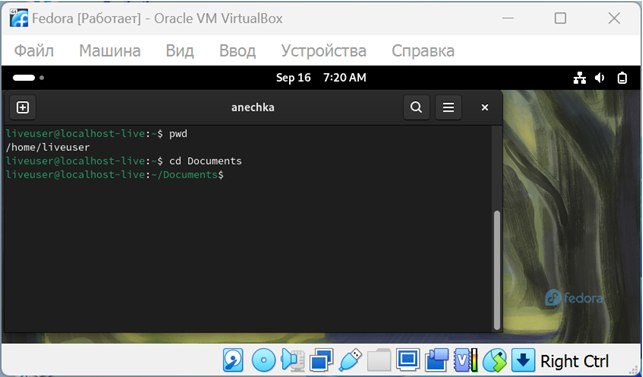 Fedora [Работает] - Oracle VM VirtualBox
Файл Машина Вид Ввод Устройства Справка
Sep 16 7:20 AM
anechka
liveuser@localhost-live:~$ pwd
/home/liveuser
liveuser@localhost-live:~$ cd Documents
liveuser@localhost-live:~/Documents$
fedora
Right Ctrl